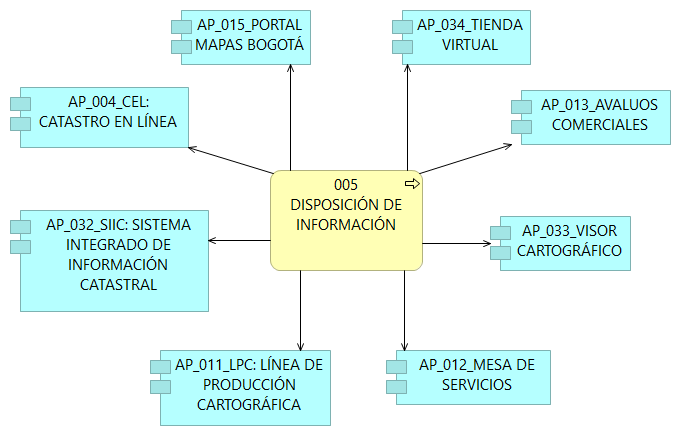 AP_015_PORTAL
MAPAS BOGOTÁ
AP_034_TIENDA
VIRTUAL
AP_004_CEL:
CATASTRO EN LÍNEA
AP_013_AVALUOS
COMERCIALES
005
DISPOSICIÓN DE
INFORMACIÓN
AP_032_SIIC: SISTEMA
INTEGRADO DE
INFORMACIÓN
CATASTRAL
AP_033_VISOR
CARTOGRÁFICO
AP_011_LPC: LÍNEA DE
PRODUCCIÓN
CARTOGRÁFICA
AP_012_MESA DE
SERVICIOS